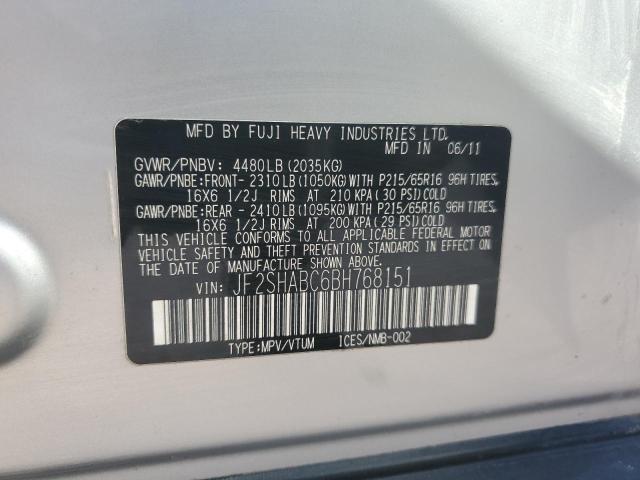 MFD BY FUJI HEAVY INDUSTRIES LTD.
MFD IN 06/11
GVWR/PNBV: 4480LB(2035KG)
GAWR/PNBE:FRONT- 2310LB(1050KG)WITH P215/65R16 96H TIRES,
16X6 1/2J RIMS AT 210 KPA(30 PSI)COLD
GAWR/PNBE:REAR - 2410LB(1095KG)WITH P215/65R16 96H TIRES,
16X6 1/2J RIMS AT 200 KPA(29 PSI)COLD
THIS VEHICLE CONFORMS TO ALL APPLICABLE FEDERAL MOTOR
VEHICLE SAFETY, BUMPER, AND THEFT PREVENTION STANDARDS
IN EFFECT ON THE DATE OF MANUFACTURE SHOWN ABOVE.
VIN: JF2SHABC6BH768151
TYPE:MPV/VTUM ICES/NMB-002